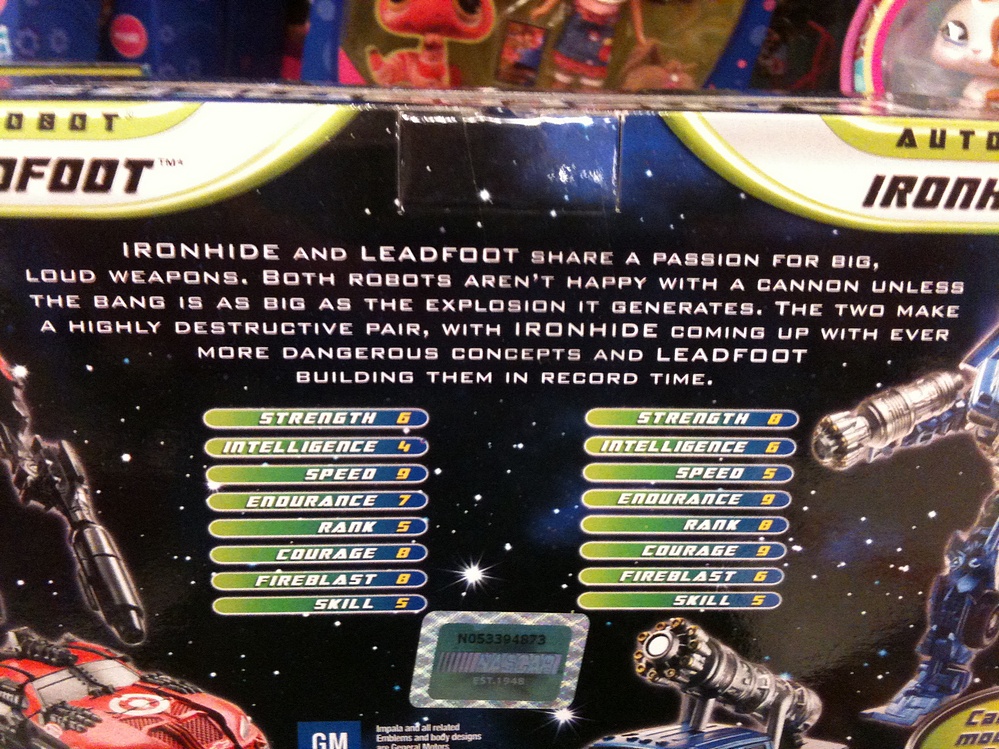 OBOT
DFOOT™*
AUTO
IRONH
IRONHIDE AND LEADFOOT SHARE A PASSION FOR BIG,
LOUD WEAPONS. BOTH ROBOTS AREN'T HAPPY WITH A CANNON UNLESS
THE BANG IS AS BIG AS THE EXPLOSION IT GENERATES. THE TWO MAKE
A HIGHLY DESTRUCTIVE PAIR, WITH IRONHIDE COMING UP WITH EVER
MORE DANGEROUS CONCEPTS AND LEADFOOT
BUILDING THEM IN RECORD TIME.
STRENGTH 6
INTELLIGENCE 4
SPEED 9
ENDURANCE 7
RANK 5
COURAGE 8
FIREBLAST 8
SKILL 5
STRENGTH 8
INTELLIGENCE 6
SPEED 5
ENDURANCE 9
RANK 8
COURAGE 9
FIREBLAST 6
SKILL 5
N053394873
NASCAR
EST.1948
GM
Impala and all related
Emblems and body designs
are General Motors
Ca
mo